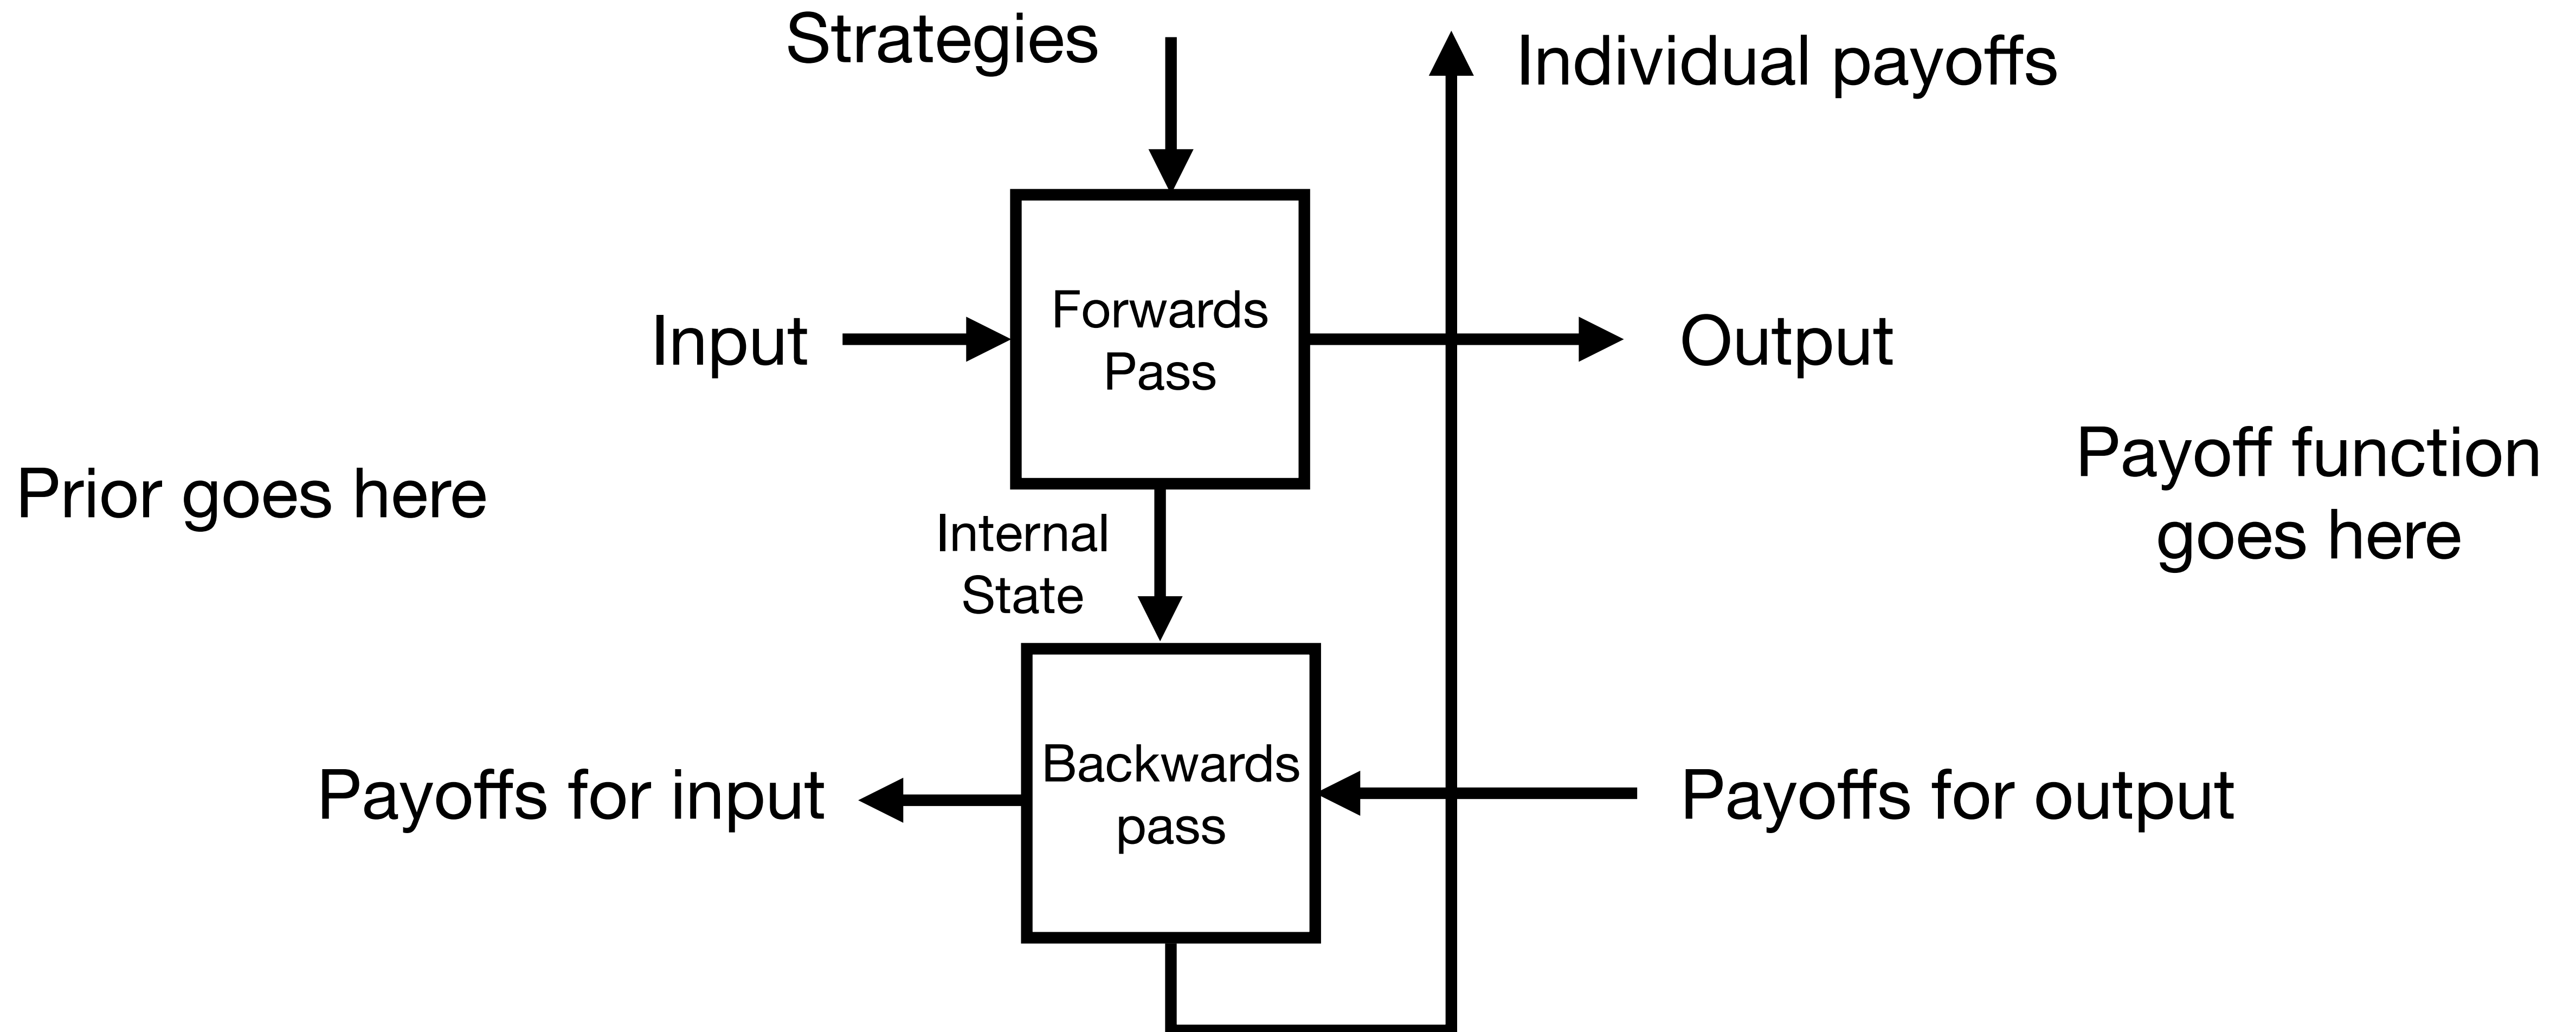 Strategies
Individual payoffs
Forwards
Pass
Input
Output
Prior goes here
Payoff function
goes here
Internal
State
Backwards
pass
Payoffs for input
Payoffs for output